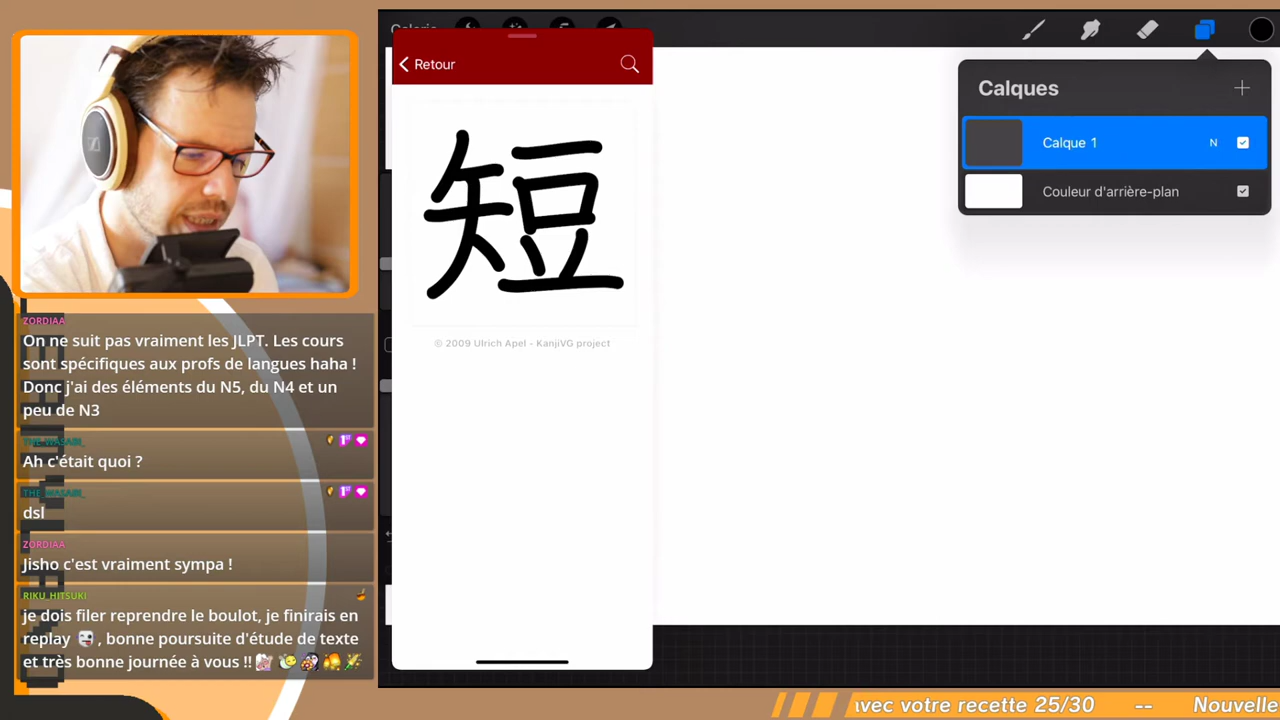 Retour
短
© 2009 Ulrich Apel - KanjiVG project
Calques
Calque 1
N
Couleur d'arrière-plan
ZORDIAA
On ne suit pas vraiment les JLPT. Les cours
sont spécifiques aux profs de langues haha !
Donc j'ai des éléments du N5, du N4 et un
peu de N3
THE_WASABI_
Ah c'était quoi ?
THE_WASABI_
dsl
ZORDIAA
Jisho c'est vraiment sympa !
RIKU_HITSUKI
je dois filer reprendre le boulot, je finirais en
replay , bonne poursuite d'étude de texte
et très bonne journée à vous !!
avec votre recette 25/30 -- Nouvelle